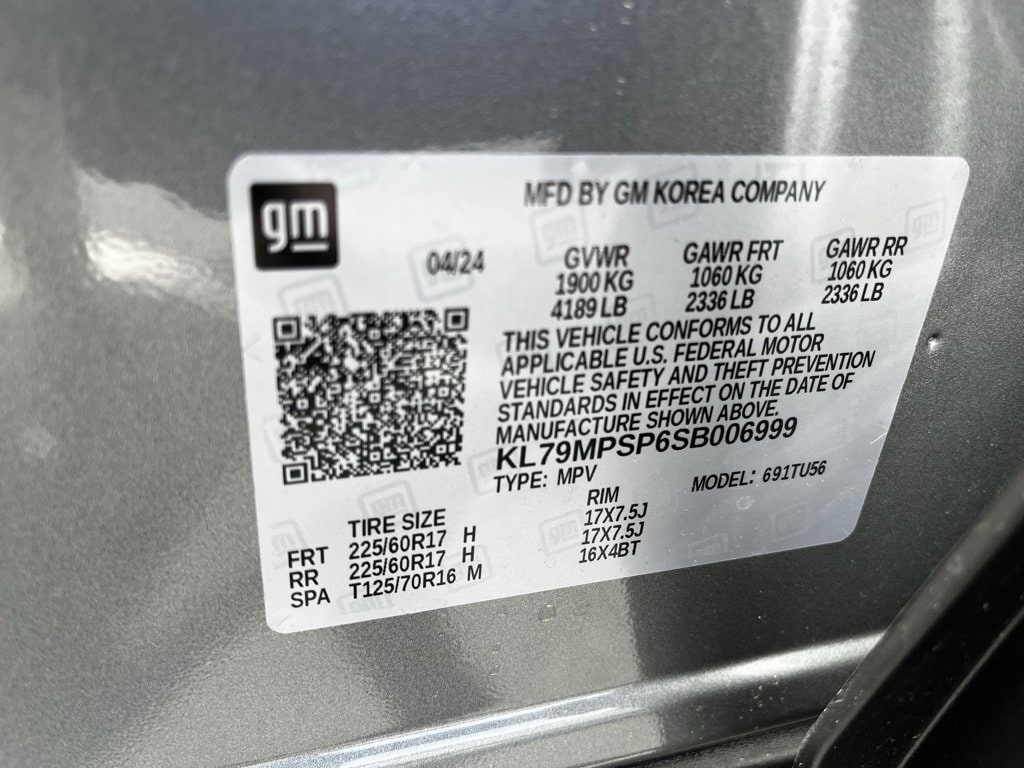 gm
MFD BY GM KOREA COMPANY
04/24
GVWR GAWR FRT GAWR RR
1900 KG 1060 KG 1060 KG
4189 LB 2336 LB 2336 LB
THIS VEHICLE CONFORMS TO ALL
APPLICABLE U.S. FEDERAL MOTOR
VEHICLE SAFETY AND THEFT PREVENTION
STANDARDS IN EFFECT ON THE DATE OF
MANUFACTURE SHOWN ABOVE.
KL79MPSP6SB006999
TYPE: MPV MODEL: 691TU56
TIRE SIZE RIM
FRT 225/60R17 H 17X7.5J
RR 225/60R17 H 17X7.5J
SPA T125/70R16 M 16X4BT